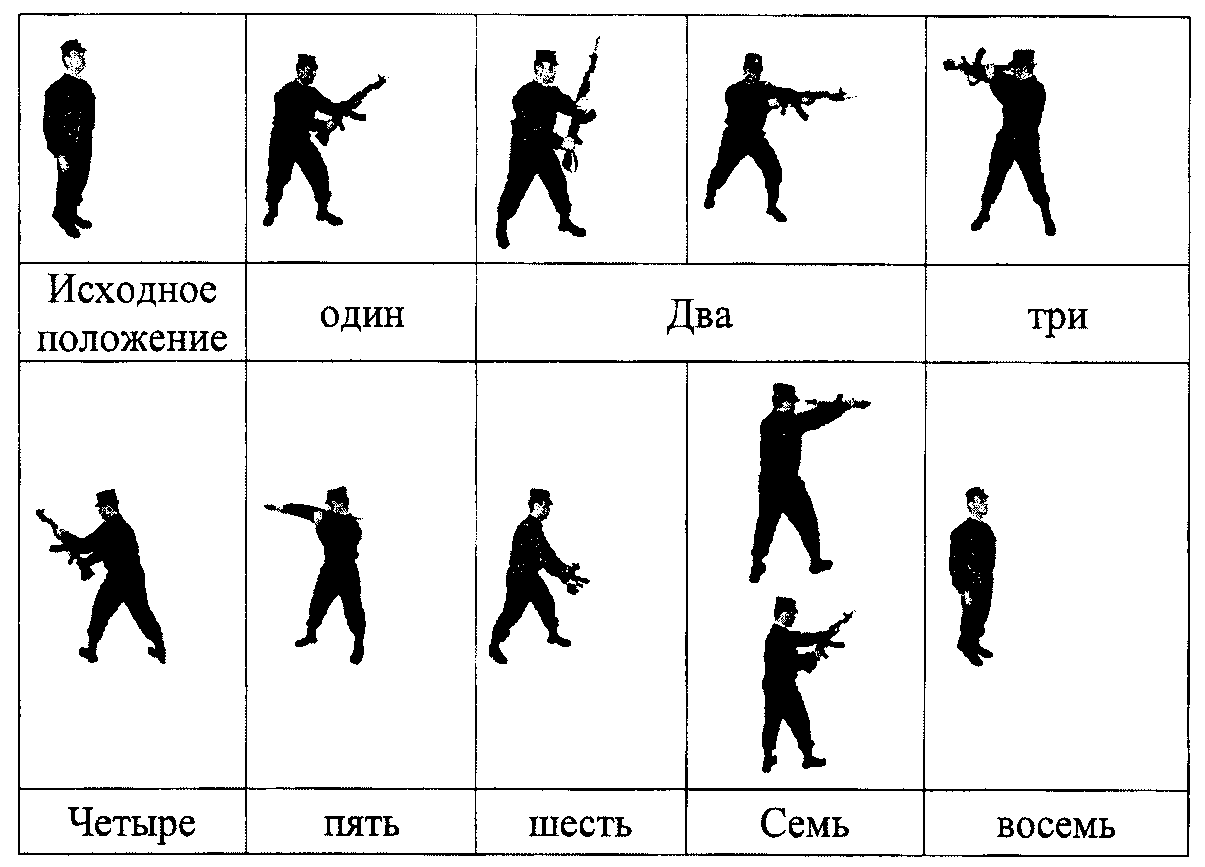 Исходное
положение
один
Два
три
Четыре
пять
шесть
Семь
восемь